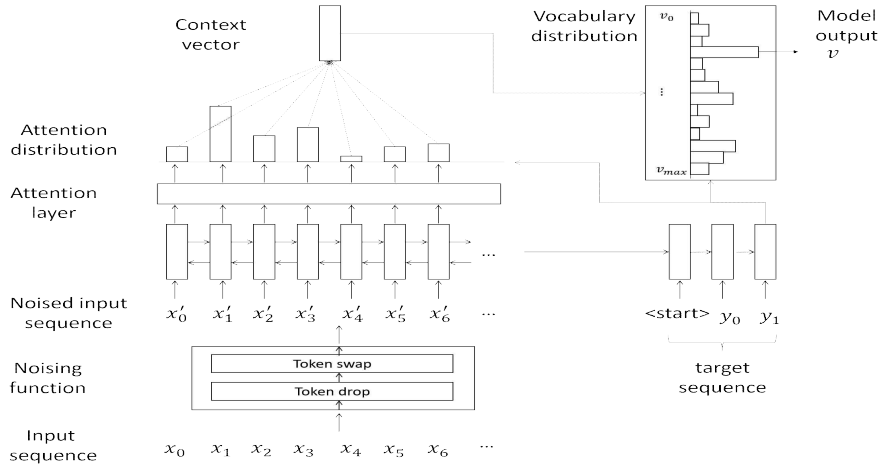 Context
vector
Vocabulary
distribution
v₀
...
vₘₐₓ
Model
output
v
Attention
distribution
Attention
layer
...
Noised input
sequence
x′₀ x′₁ x′₂ x′₃ x′₄ x′₅ x′₆ ...
<start> y₀ y₁
target
sequence
Noising
function
Token swap
Token drop
Input
sequence
x₀ x₁ x₂ x₃ x₄ x₅ x₆ ...